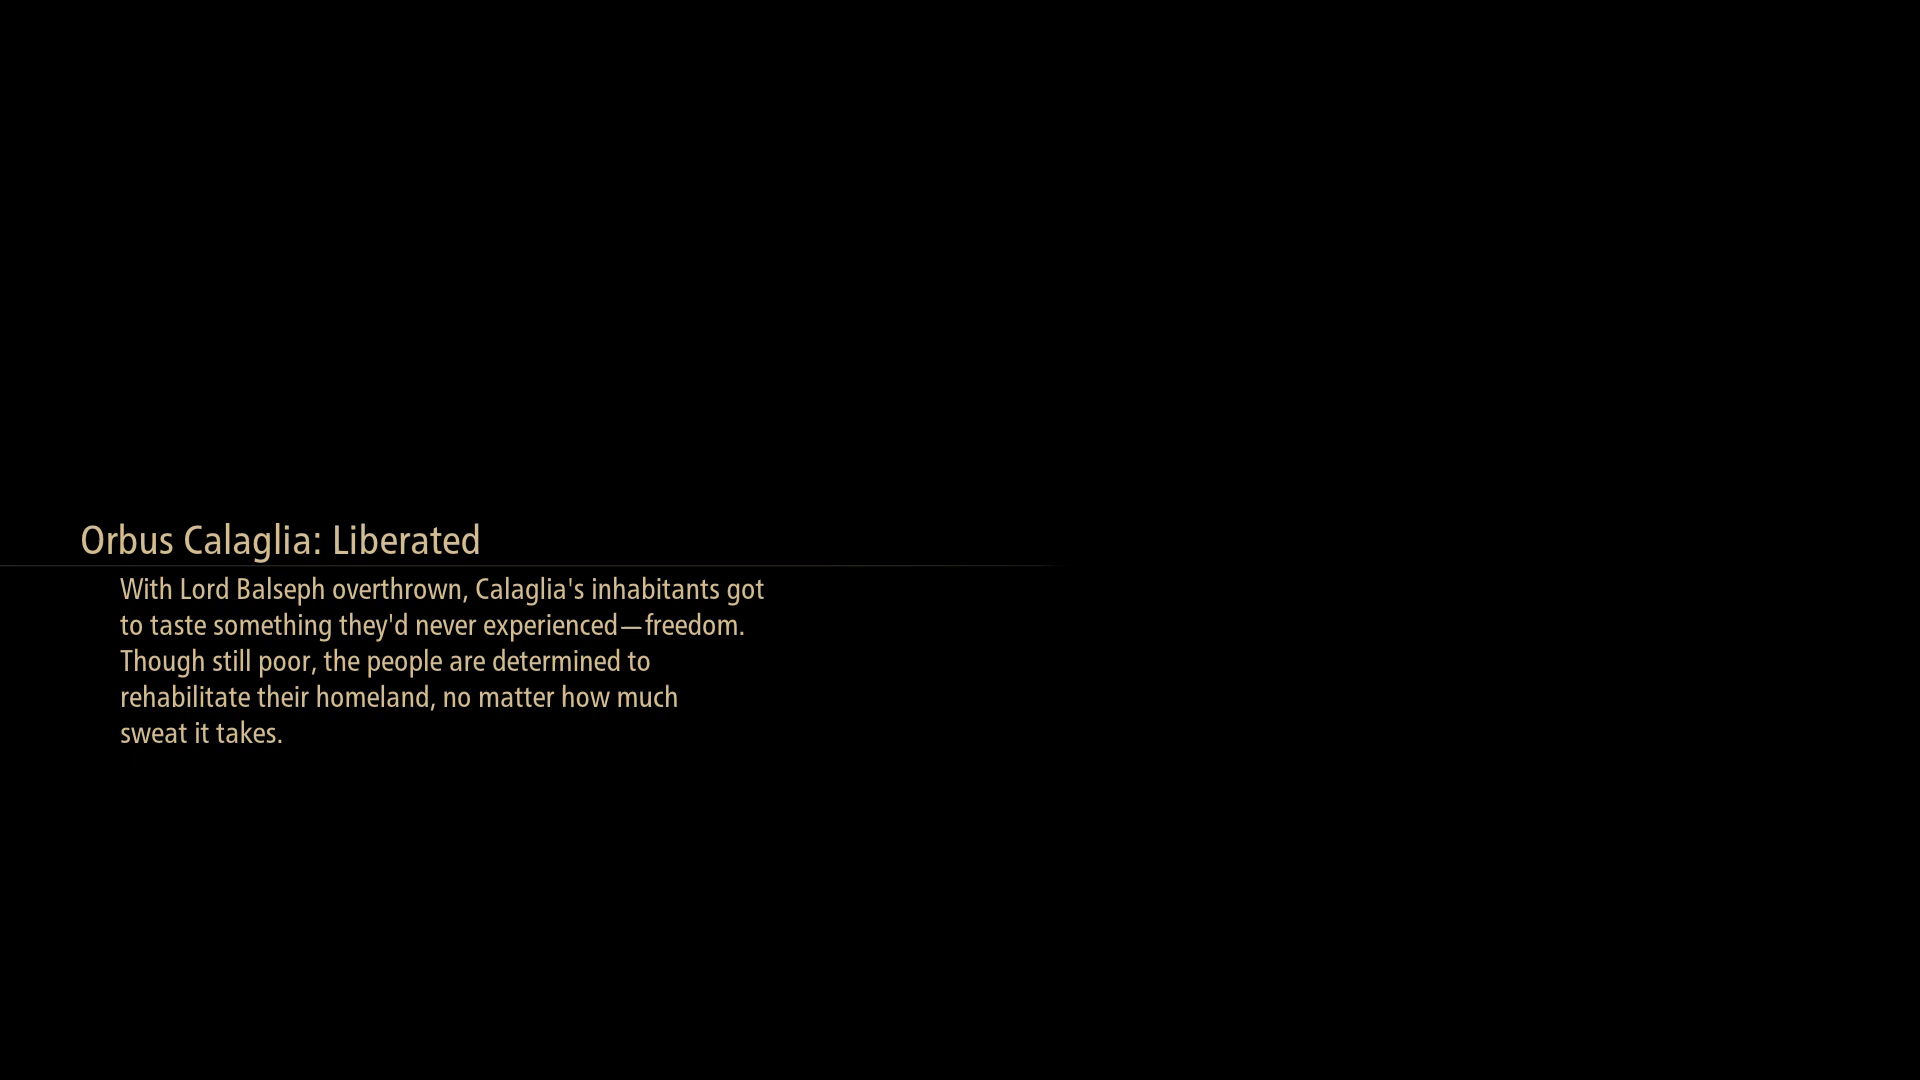 Orbus Calaglia: Liberated
With Lord Balseph overthrown, Calaglia's inhabitants got
to taste something they'd never experienced—freedom.
Though still poor, the people are determined to
rehabilitate their homeland, no matter how much
sweat it takes.